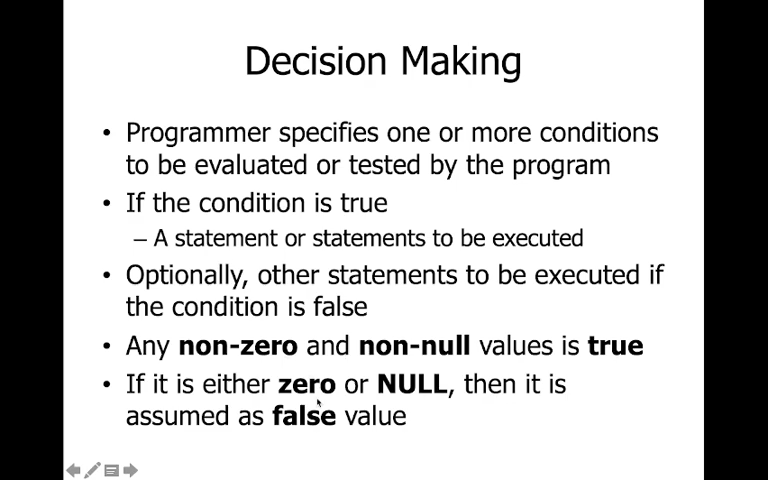 Decision Making
• Programmer specifies one or more conditions
to be evaluated or tested by the program
• If the condition is true
– A statement or statements to be executed
• Optionally, other statements to be executed if
the condition is false
• Any non-zero and non-null values is true
• If it is either zero or NULL, then it is
assumed as false value